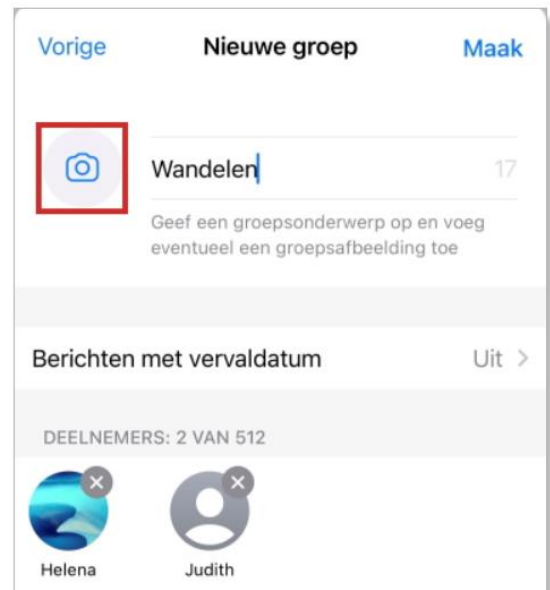 Vorige Nieuwe groep Maak
Wandelen 17
Geef een groepsonderwerp op en voeg
eventueel een groepsafbeelding toe
Berichten met vervaldatum Uit >
DEELNEMERS: 2 VAN 512
Helena Judith